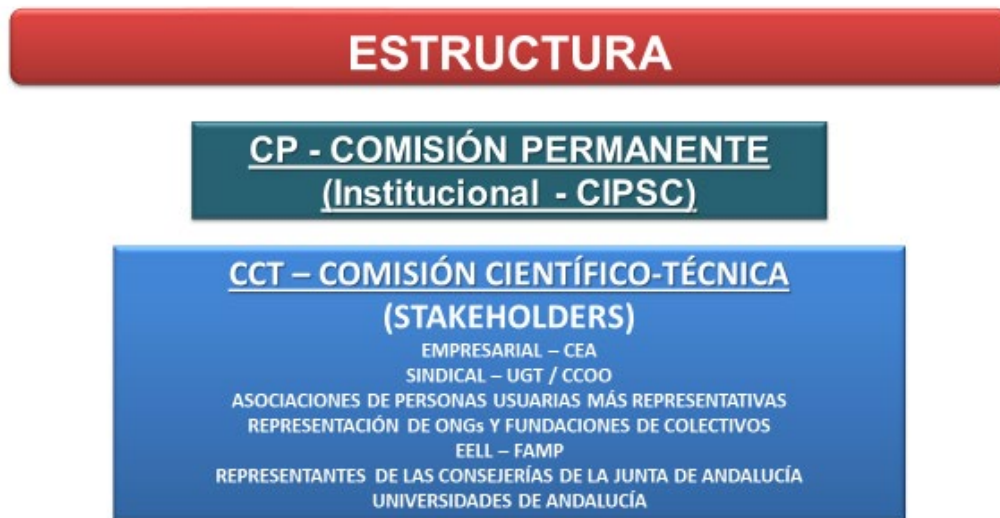 ESTRUCTURA
CP - COMISIÓN PERMANENTE
(Institucional - CIPSC)
CCT – COMISIÓN CIENTÍFICO-TÉCNICA
(STAKEHOLDERS)
EMPRESARIAL – CEA
SINDICAL – UGT / CCOO
ASOCIACIONES DE PERSONAS USUARIAS MÁS REPRESENTATIVAS
REPRESENTACIÓN DE ONGs Y FUNDACIONES DE COLECTIVOS
EELL – FAMP
REPRESENTANTES DE LAS CONSEJERÍAS DE LA JUNTA DE ANDALUCÍA
UNIVERSIDADES DE ANDALUCÍA